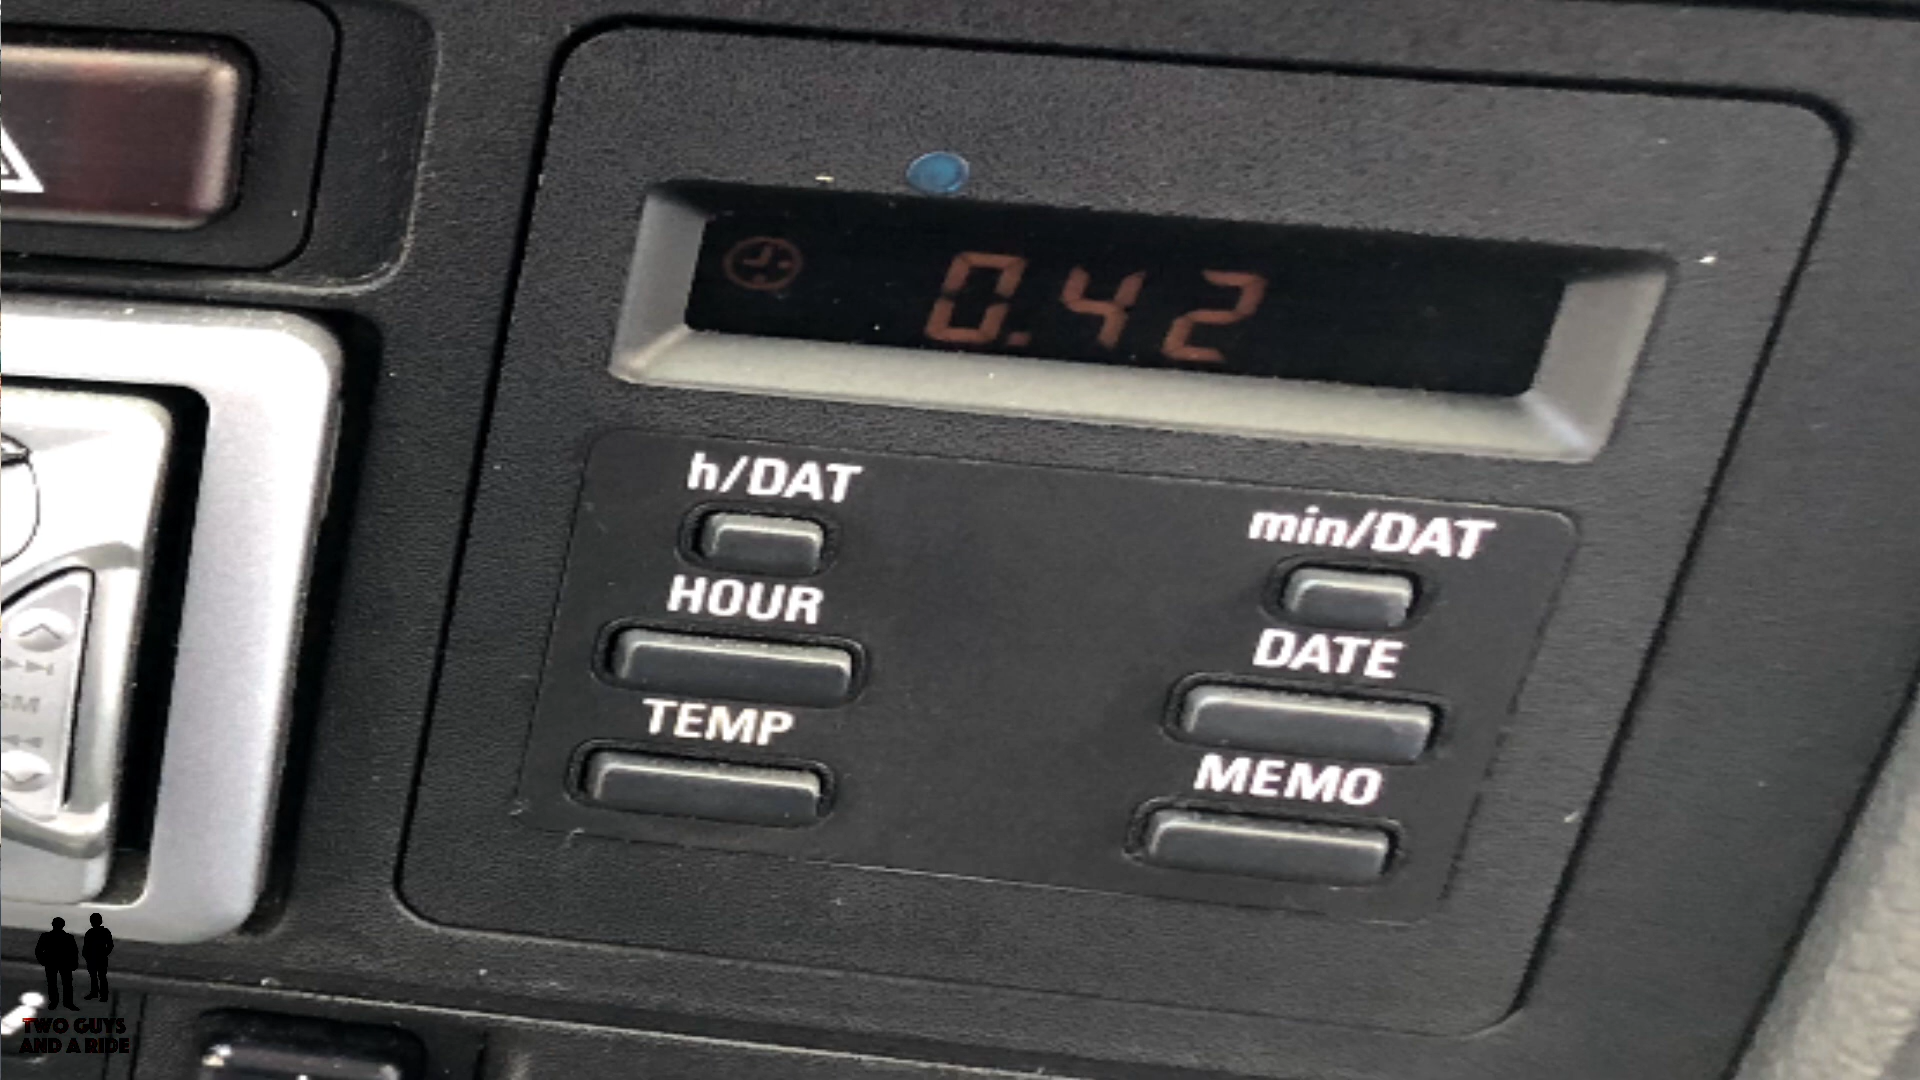 0.42
h/DAT
min/DAT
HOUR
DATE
TEMP
MEMO
TWO GUYS
AND A RIDE